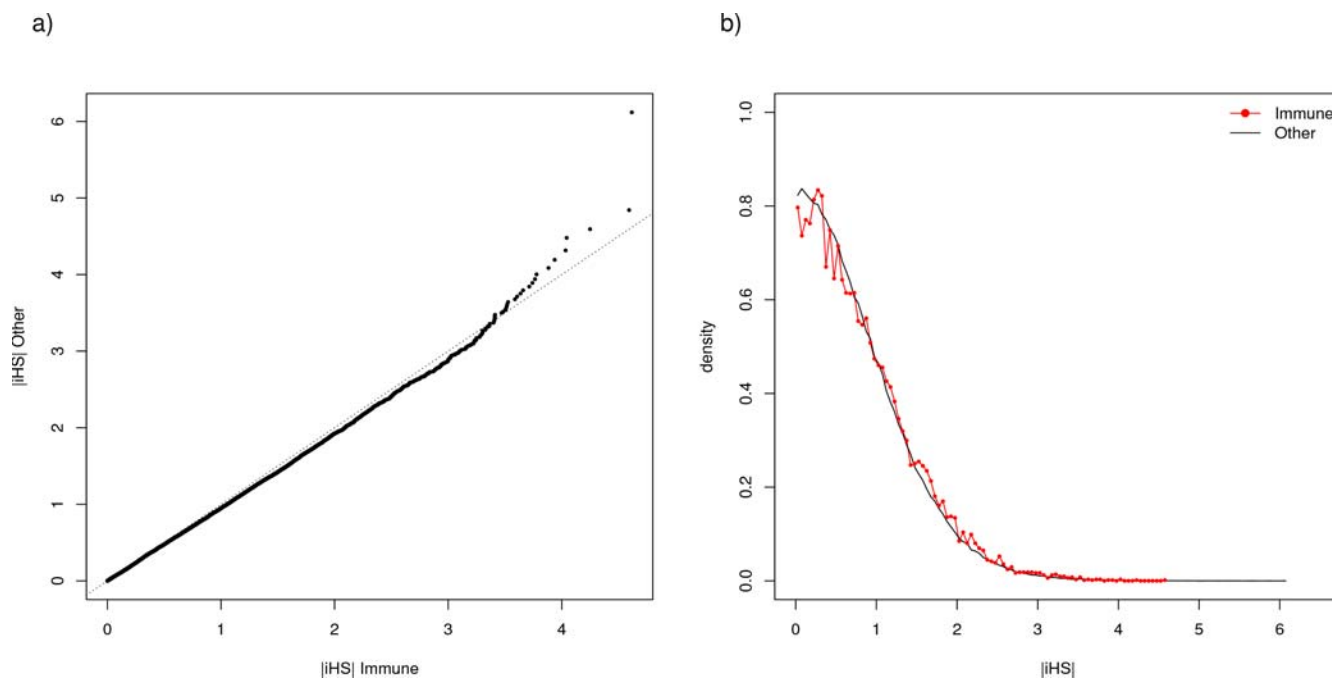 a)
6
5
4
3
2
1
0
|iHS| Other
0 1 2 3 4
|iHS| Immune
b)
1.0
0.8
0.6
0.4
0.2
0.0
density
Immune
Other
0 1 2 3 4 5 6
|iHS|